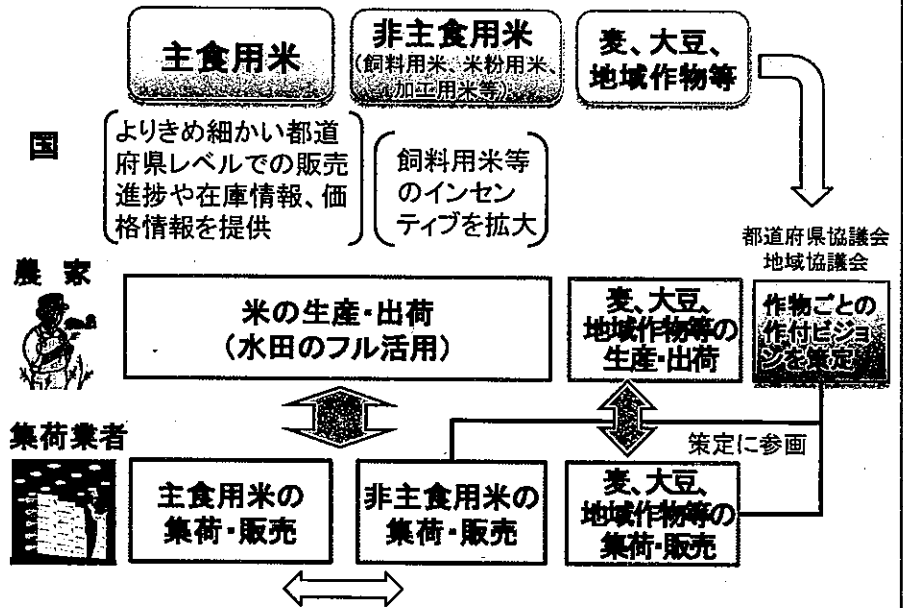 主食用米
非主食用米
(飼料用米、米粉用米、
加工用米等)
麦、大豆、
地域作物等
国
よりきめ細かい都道
府県レベルでの販売
進捗や在庫情報、価
格情報を提供
飼料用米等
のインセン
ティブを拡大
都道府県協議会
地域協議会
農家
米の生産・出荷
(水田のフル活用)
麦、大豆、
地域作物等の
生産・出荷
作物ごとの
作付ビジョ
ンを策定
集荷業者
策定に参画
主食用米の
集荷・販売
非主食用米の
集荷・販売
麦、大豆、
地域作物等の
集荷・販売